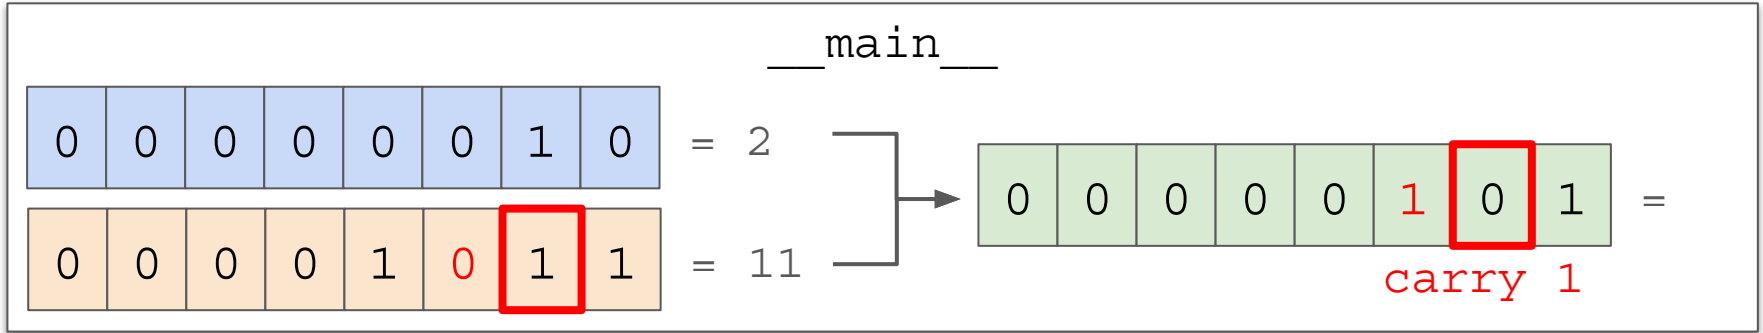 __main__
0 0 0 0 0 0 1 0 = 2
0 0 0 0 1 0 1 1 = 11
0 0 0 0 0 1 0 1 =
carry 1